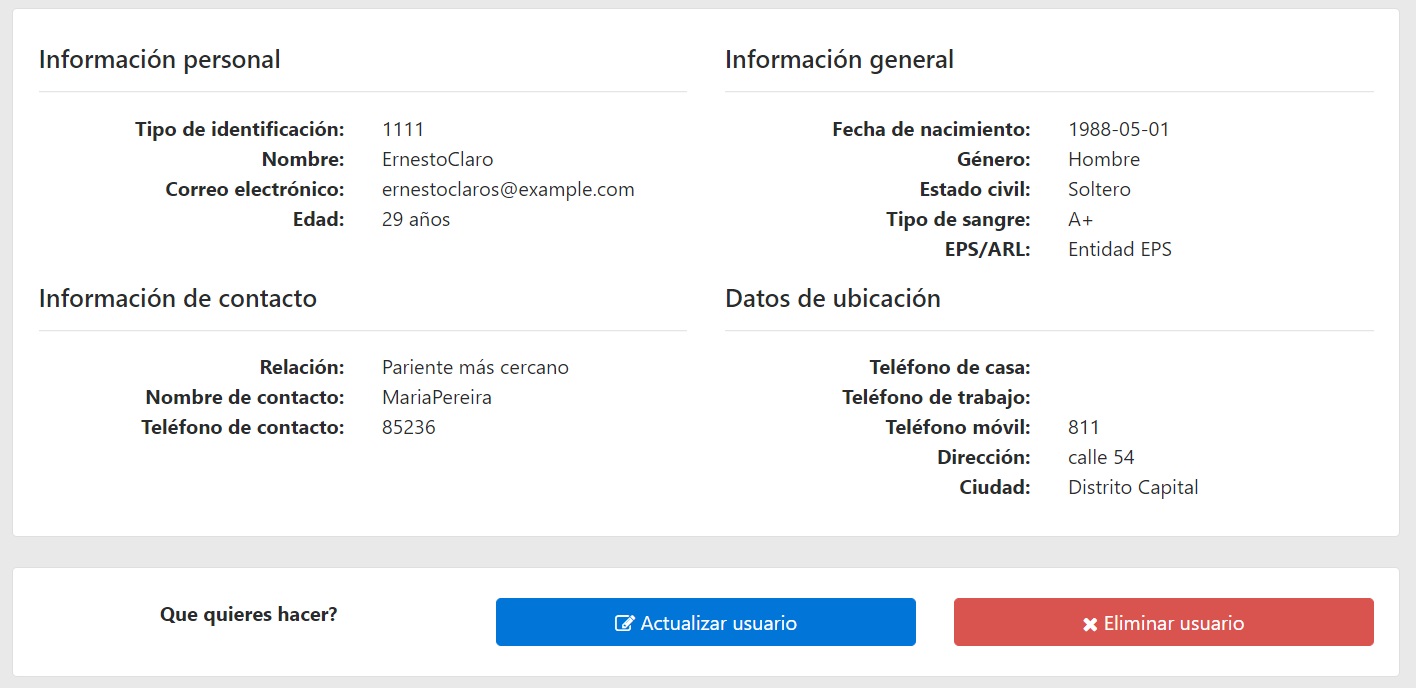 Información personal
Tipo de identificación: 1111
Nombre: ErnestoClaro
Correo electrónico: ernestoclaros@example.com
Edad: 29 años
Información general
Fecha de nacimiento: 1988-05-01
Género: Hombre
Estado civil: Soltero
Tipo de sangre: A+
EPS/ARL: Entidad EPS
Información de contacto
Relación: Pariente más cercano
Nombre de contacto: MariaPereira
Teléfono de contacto: 85236
Datos de ubicación
Teléfono de casa:
Teléfono de trabajo:
Teléfono móvil: 811
Dirección: calle 54
Ciudad: Distrito Capital
Que quieres hacer?
Actualizar usuario
Eliminar usuario